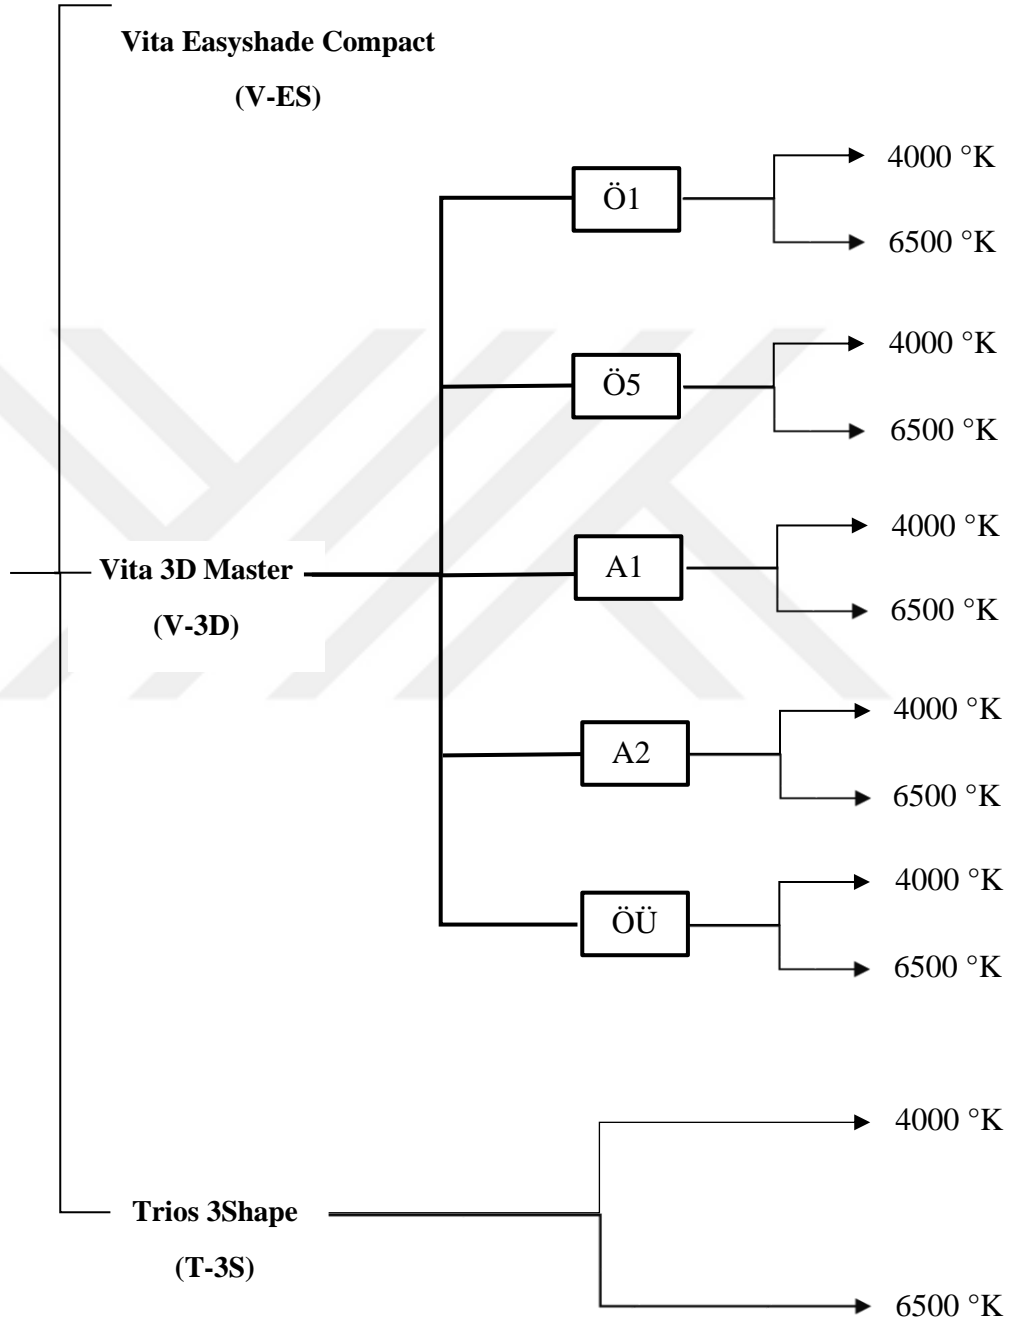 Vita Easyshade Compact
(V-ES)
Ö1
4000 °K
6500 °K
Ö5
4000 °K
6500 °K
Vita 3D Master
(V-3D)
A1
4000 °K
6500 °K
A2
4000 °K
6500 °K
ÖÜ
4000 °K
6500 °K
Trios 3Shape
(T-3S)
4000 °K
6500 °K